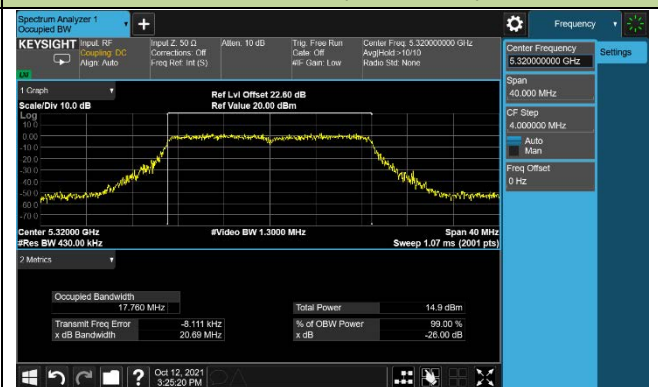 Spectrum Analyzer 1
Occupied BW
Frequency
KEYSIGHT
Input: RF
Coupling: DC
Align: Auto
Input Z: 50 Ω
Corrections: Off
Freq Ref: Int (S)
Atten: 10 dB
Trig: Free Run
Gate: Off
#IF Gain: Low
Center Freq: 5.320000000 GHz
Avg|Hold:>10/10
Radio Std: None
Center Frequency
5.320000000 GHz
Settings
Span
40.000 MHz
CF Step
4.000000 MHz
Auto
Man
Freq Offset
0 Hz
1 Graph
Scale/Div 10.0 dB
Ref Lvl Offset 22.60 dB
Ref Value 20.00 dBm
Log
10.0
0.00
-10.0
-20.0
-30.0
-40.0
-50.0
-60.0
-70.0
Center 5.32000 GHz
#Video BW 1.3000 MHz
Span 40 MHz
#Res BW 430.00 kHz
Sweep 1.07 ms (2001 pts)
2 Metrics
Occupied Bandwidth
17.760 MHz
Total Power
14.9 dBm
Transmit Freq Error
-8.111 kHz
% of OBW Power
99.00 %
x dB Bandwidth
20.69 MHz
x dB
-26.00 dB
?
Oct 12, 2021
3:25:20 PM